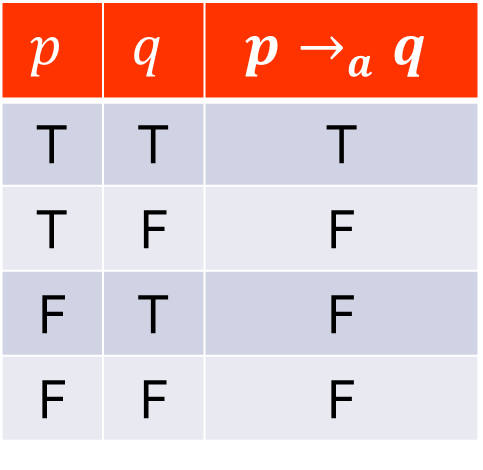 p q p →ₐ q
T T T
T F F
F T F
F F F